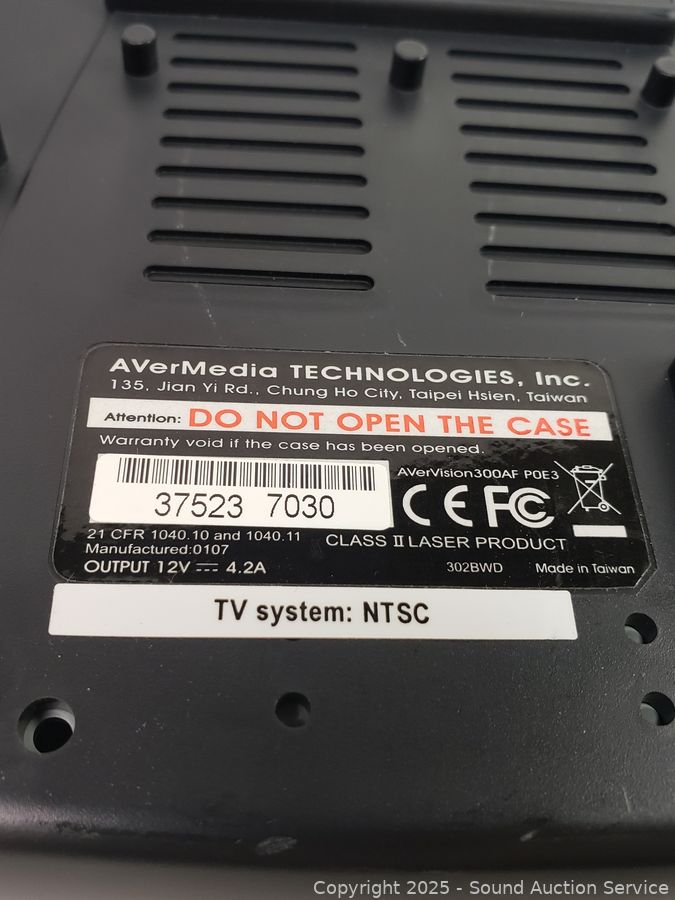 AVerMedia TECHNOLOGIES, Inc.
135, Jian Yi Rd., Chung Ho City, Taipei Hsien, Taiwan
Attention: DO NOT OPEN THE CASE
Warranty void if the case has been opened.
37523 7030
AVerVision300AF P0E3
CE FC
21 CFR 1040.10 and 1040.11
Manufactured:0107
CLASS II LASER PRODUCT
OUTPUT 12V 4.2A
302BWD
Made in Taiwan
TV system: NTSC
Copyright 2025 - Sound Auction Service